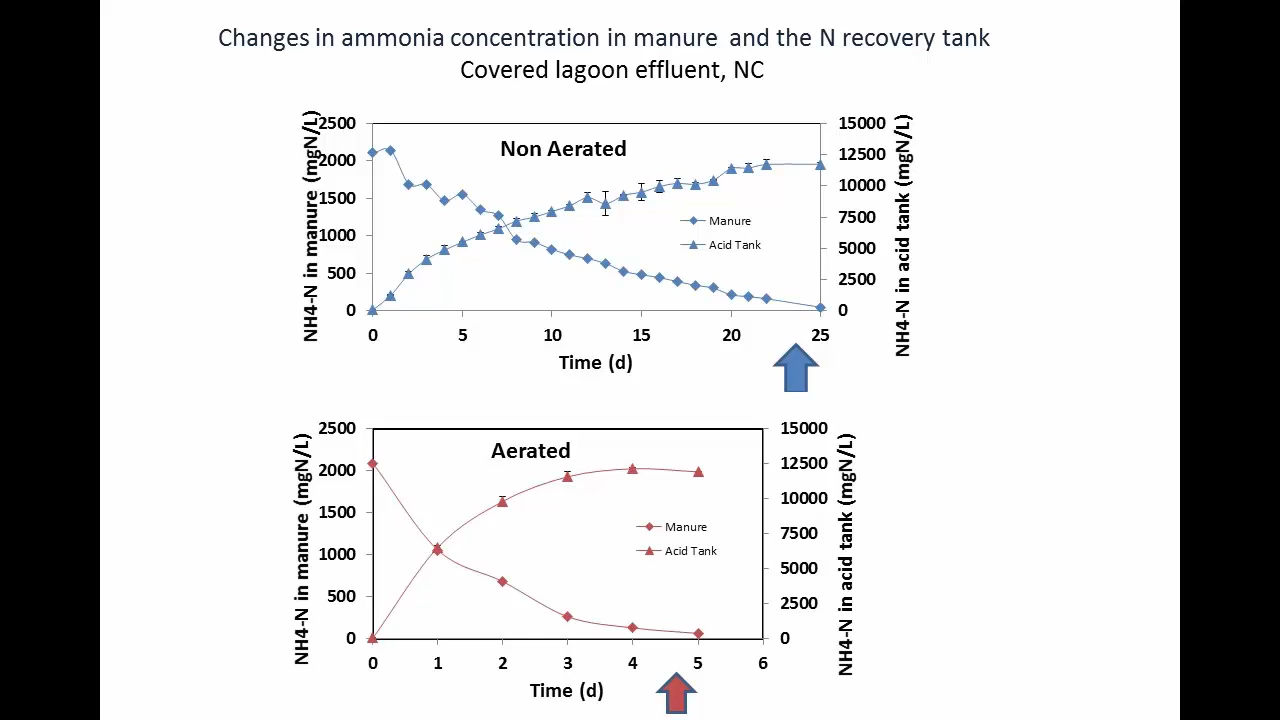 Changes in ammonia concentration in manure and the N recovery tank
Covered lagoon effluent, NC
NH4-N in manure (mgN/L)
2500
2000
1500
1000
500
0
Non Aerated
Manure
Acid Tank
15000
12500
10000
7500
5000
2500
0
NH4-N in acid tank (mgN/L)
0 5 10 15 20 25
Time (d)
NH4-N in manure (mgN/L)
2500
2000
1500
1000
500
0
Aerated
Manure
Acid Tank
15000
12500
10000
7500
5000
2500
0
NH4-N in acid tank (mgN/L)
0 1 2 3 4 5 6
Time (d)